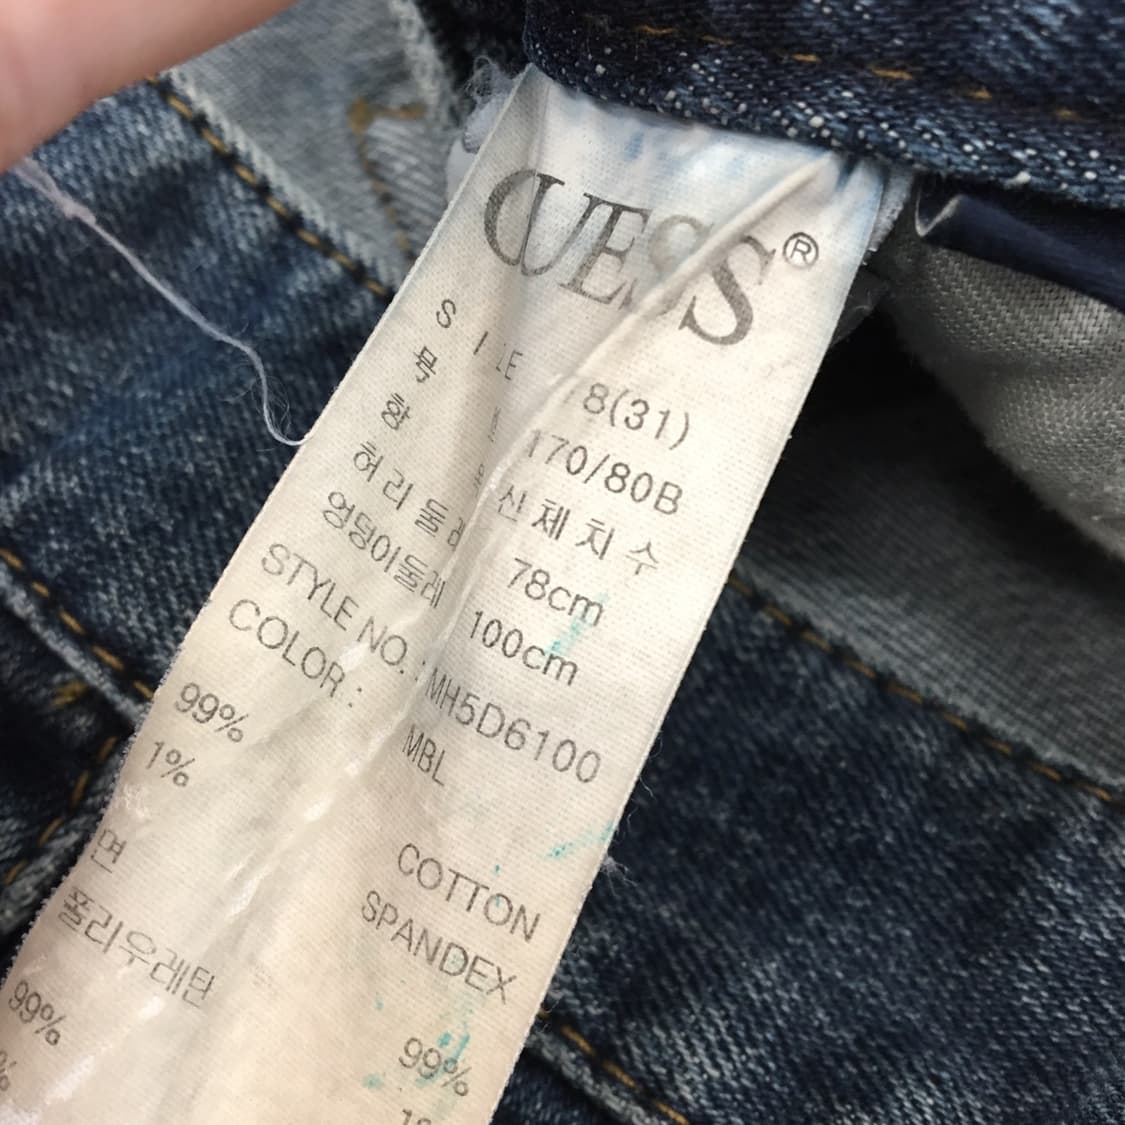 GUESS®
SIZE 78(31)
170/80B
신체치수
허리둘레 78cm
엉덩이둘레 100cm
STYLE NO. : MH5D6100
COLOR : MBL
99% COTTON
1% SPANDEX
면 99%
폴리우레탄
99%